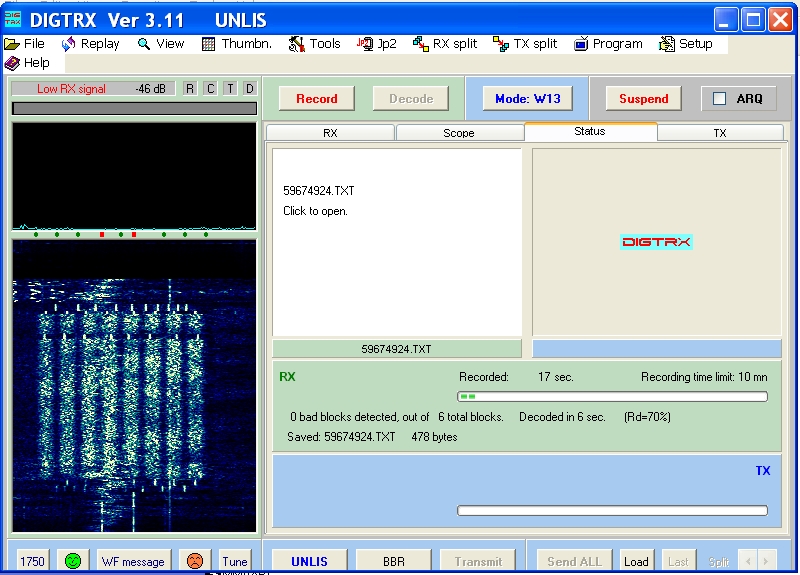 DIGTRX Ver 3.11 UNLIS
File Replay View Thumbn. Tools Jp2 RX split TX split Program Setup
Help
Low RX signal -46 dB R C T D
Record Decode Mode: W13 Suspend ARQ
RX Scope Status TX
59674924.TXT
Click to open.
DIGTRX
59674924.TXT
RX Recorded: 17 sec. Recording time limit: 10 mn
0 bad blocks detected, out of 6 total blocks. Decoded in 6 sec. (Rd=70%)
Saved: 59674924.TXT 478 bytes
TX
1750 WF message Tune UNLIS BBR Transmit Send ALL Load Last Split